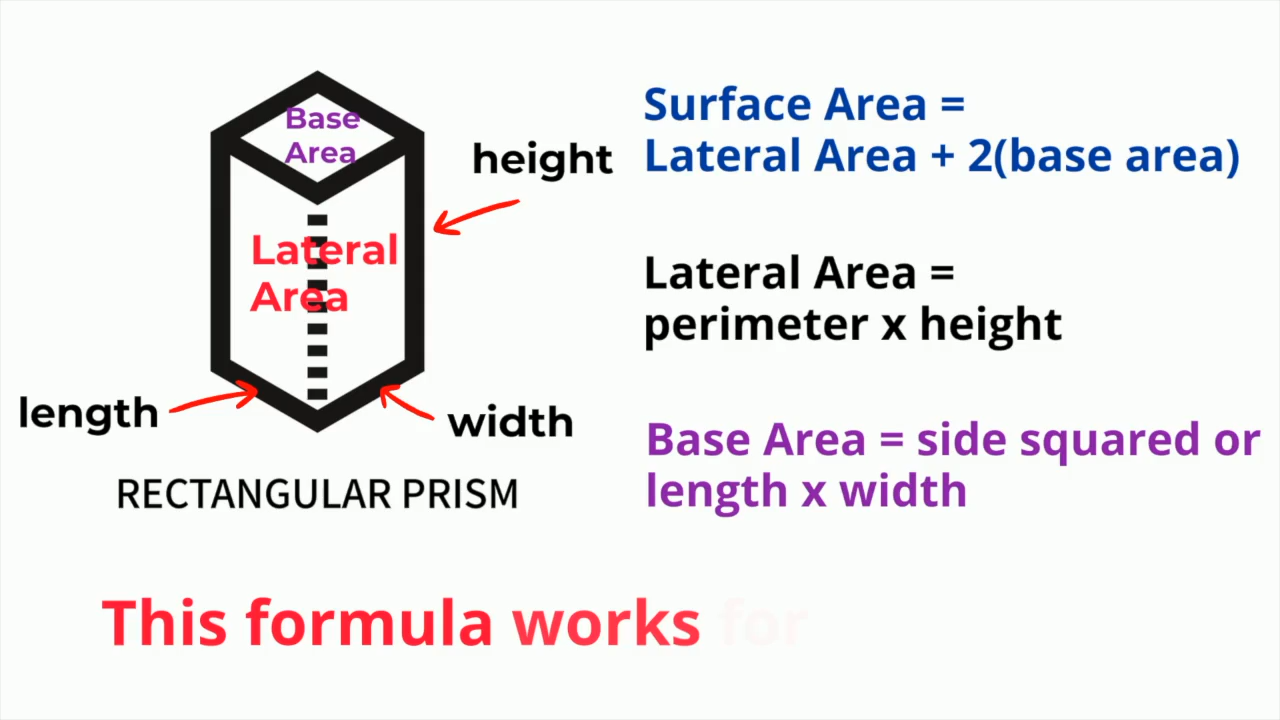 Base
Area
height
Lateral
Area
length
width
RECTANGULAR PRISM
Surface Area =
Lateral Area + 2(base area)
Lateral Area =
perimeter x height
Base Area = side squared or
length x width
This formula works for